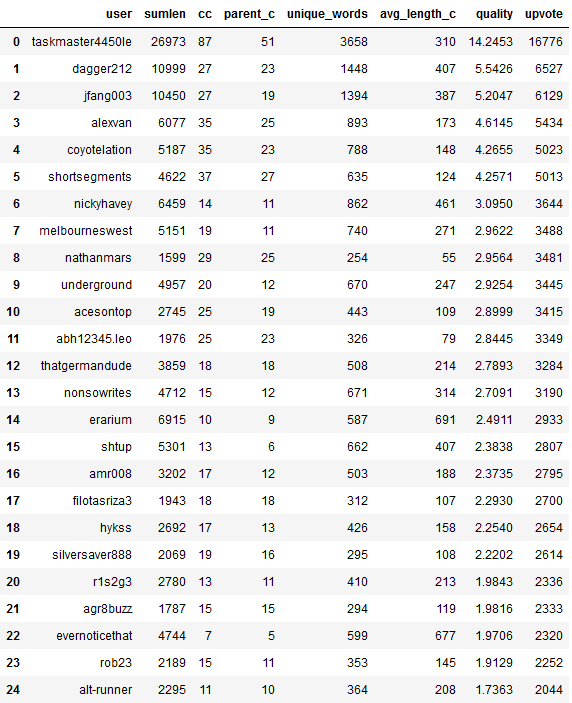 user sumlen cc parent_c unique_words avg_length_c quality upvote
0 taskmaster4450le 26973 87 51 3658 310 14.2453 16776
1 dagger212 10999 27 23 1448 407 5.5426 6527
2 jfang003 10450 27 19 1394 387 5.2047 6129
3 alexvan 6077 35 25 893 173 4.6145 5434
4 coyotelation 5187 35 23 788 148 4.2655 5023
5 shortsegments 4622 37 27 635 124 4.2571 5013
6 nickyhavey 6459 14 11 862 461 3.0950 3644
7 melbourneswest 5151 19 11 740 271 2.9622 3488
8 nathanmars 1599 29 25 254 55 2.9564 3481
9 underground 4957 20 12 670 247 2.9254 3445
10 acesontop 2745 25 19 443 109 2.8999 3415
11 abh12345.leo 1976 25 23 326 79 2.8445 3349
12 thatgermandude 3859 18 18 508 214 2.7893 3284
13 nonsowrites 4712 15 12 671 314 2.7091 3190
14 erarium 6915 10 9 587 691 2.4911 2933
15 shtup 5301 13 6 662 407 2.3838 2807
16 amr008 3202 17 12 503 188 2.3735 2795
17 filotasriza3 1943 18 18 312 107 2.2930 2700
18 hykss 2692 17 13 426 158 2.2540 2654
19 silversaver888 2069 19 16 295 108 2.2202 2614
20 r1s2g3 2780 13 11 410 213 1.9843 2336
21 agr8buzz 1787 15 15 294 119 1.9816 2333
22 evernoticethat 4744 7 5 599 677 1.9706 2320
23 rob23 2189 15 11 353 145 1.9129 2252
24 alt-runner 2295 11 10 364 208 1.7363 2044